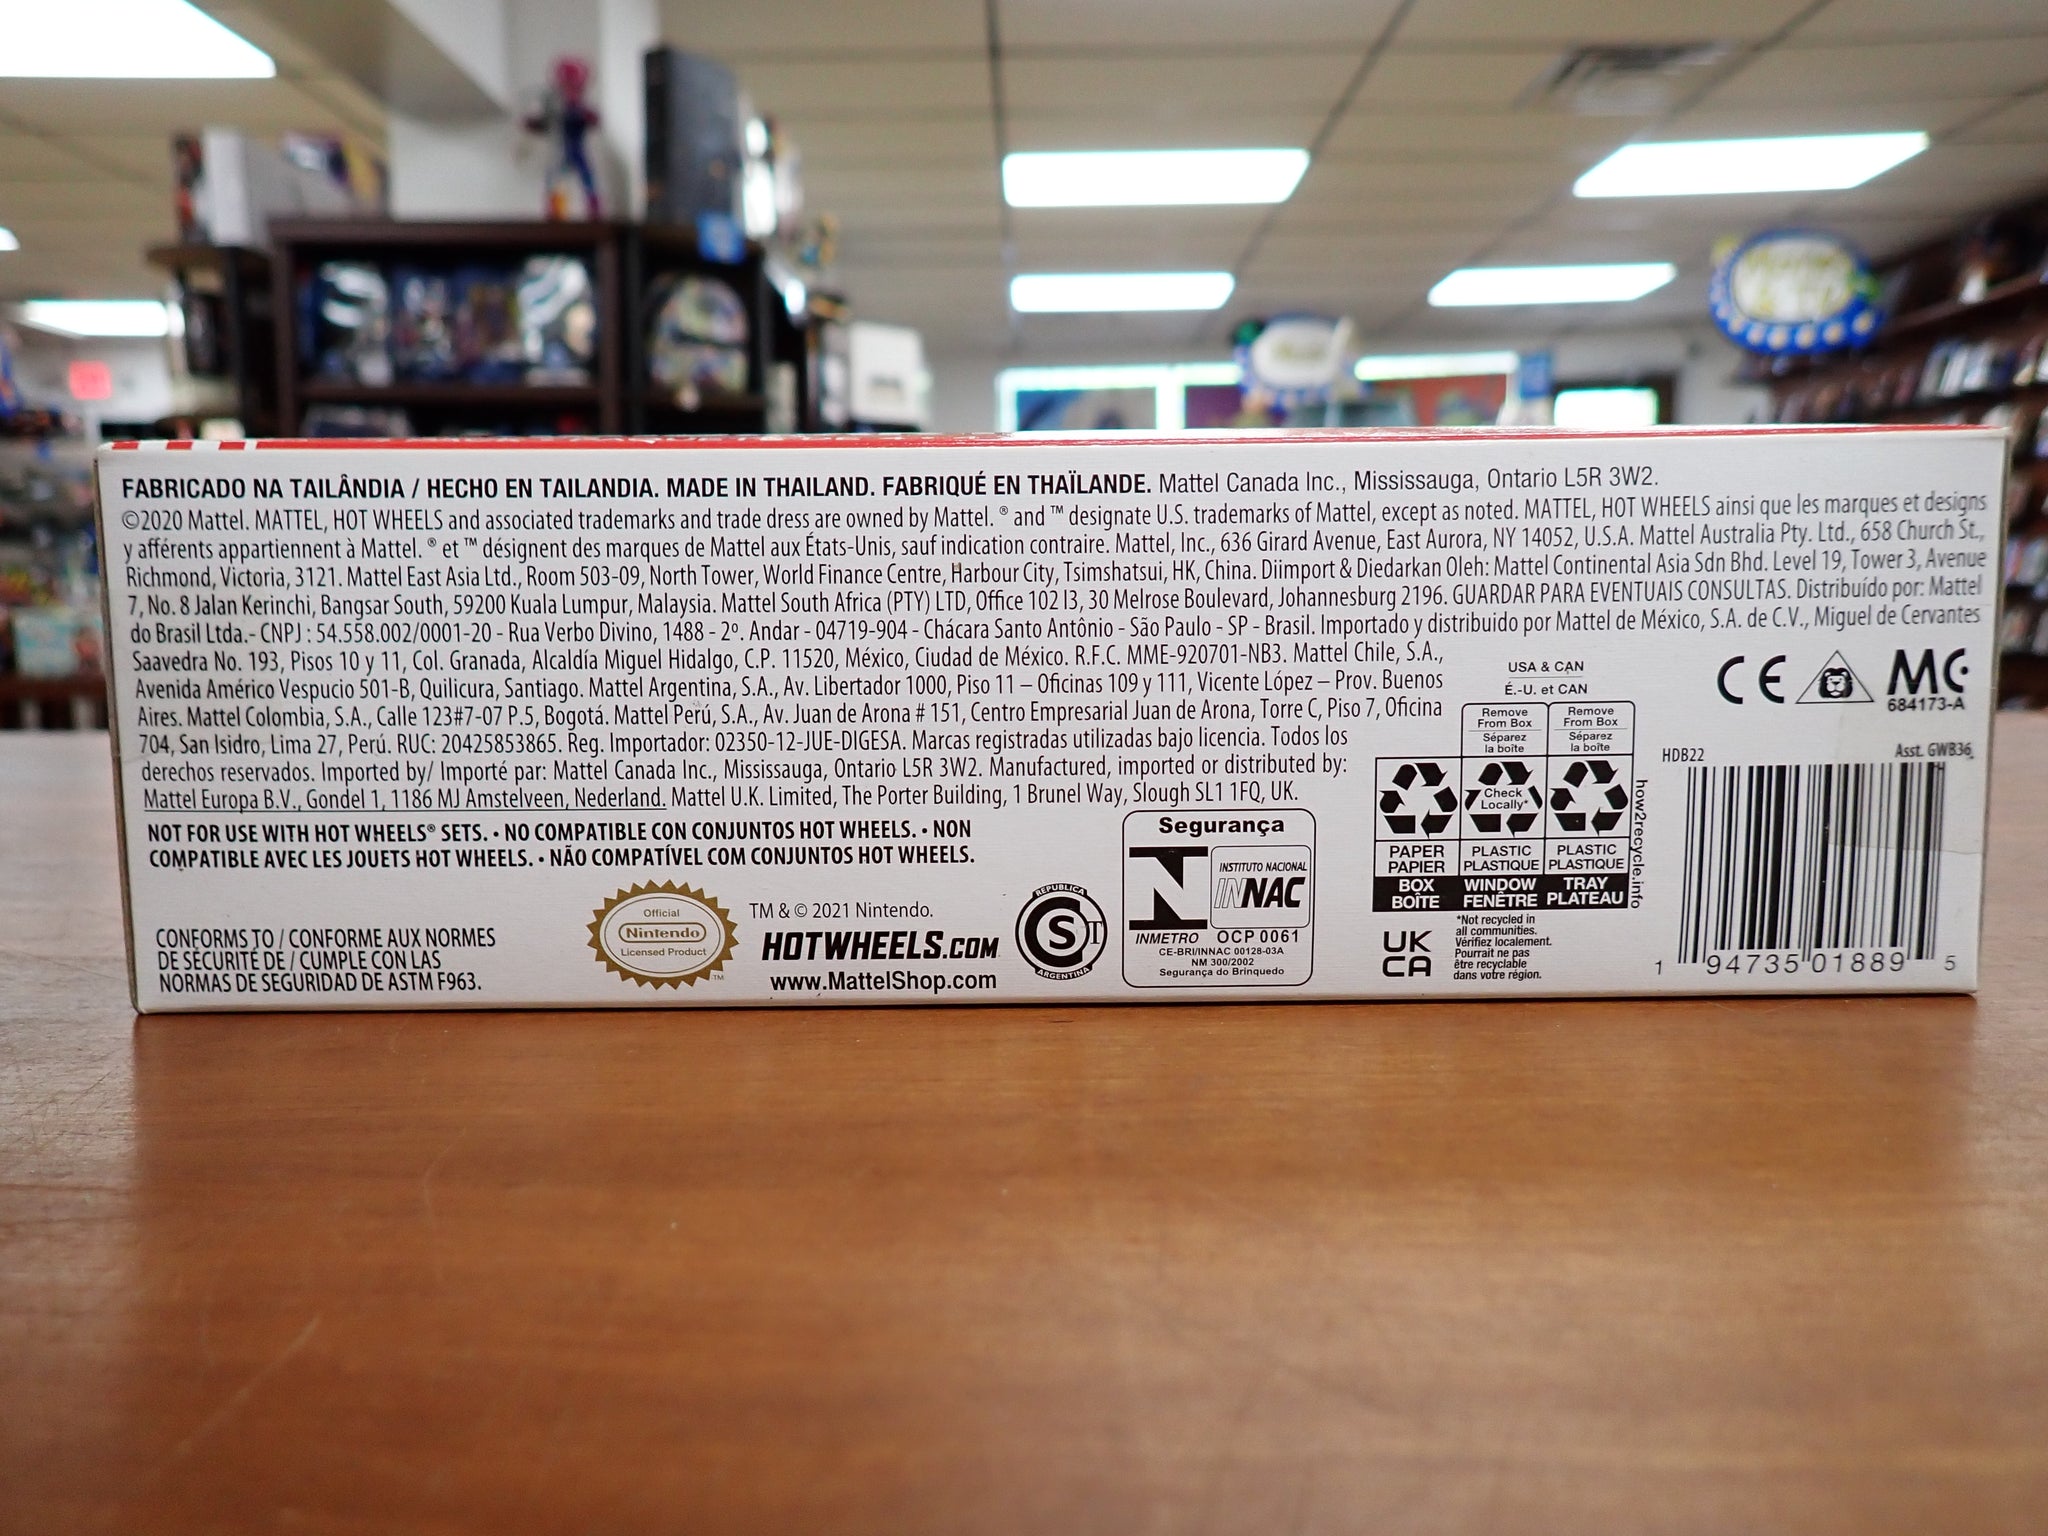 FABRICADO NA TAILÂNDIA / HECHO EN TAILANDIA. MADE IN THAILAND. FABRIQUÉ EN THAÏLANDE. Mattel Canada Inc., Mississauga, Ontario L5R 3W2.
©2020 Mattel. MATTEL, HOT WHEELS and associated trademarks and trade dress are owned by Mattel. ® and ™ designate U.S. trademarks of Mattel, except as noted. MATTEL, HOT WHEELS ainsi que les marques et designs
y afférents appartiennent à Mattel. ® et ™ désignent des marques de Mattel aux États-Unis, sauf indication contraire. Mattel, Inc., 636 Girard Avenue, East Aurora, NY 14052, U.S.A. Mattel Australia Pty. Ltd., 658 Church St.,
Richmond, Victoria, 3121. Mattel East Asia Ltd., Room 503-09, North Tower, World Finance Centre, Harbour City, Tsimshatsui, HK, China. Diimport & Diedarkan Oleh: Mattel Continental Asia Sdn Bhd. Level 19, Tower 3, Avenue
7, No. 8 Jalan Kerinchi, Bangsar South, 59200 Kuala Lumpur, Malaysia. Mattel South Africa (PTY) LTD, Office 102 I3, 30 Melrose Boulevard, Johannesburg 2196. GUARDAR PARA EVENTUAIS CONSULTAS. Distribuído por: Mattel
do Brasil Ltda.- CNPJ : 54.558.002/0001-20 - Rua Verbo Divino, 1488 - 2º. Andar - 04719-904 - Chácara Santo Antônio - São Paulo - SP - Brasil. Importado y distribuido por Mattel de México, S.A. de C.V., Miguel de Cervantes
Saavedra No. 193, Pisos 10 y 11, Col. Granada, Alcaldía Miguel Hidalgo, C.P. 11520, México, Ciudad de México. R.F.C. MME-920701-NB3. Mattel Chile, S.A.,
Avenida Américo Vespucio 501-B, Quilicura, Santiago. Mattel Argentina, S.A., Av. Libertador 1000, Piso 11 – Oficinas 109 y 111, Vicente López – Prov. Buenos
Aires. Mattel Colombia, S.A., Calle 123#7-07 P.5, Bogotá. Mattel Perú, S.A., Av. Juan de Arona # 151, Centro Empresarial Juan de Arona, Torre C, Piso 7, Oficina
704, San Isidro, Lima 27, Perú. RUC: 20425853865. Reg. Importador: 02350-12-JUE-DIGESA. Marcas registradas utilizadas bajo licencia. Todos los
derechos reservados. Imported by/ Importé par: Mattel Canada Inc., Mississauga, Ontario L5R 3W2. Manufactured, imported or distributed by:
Mattel Europa B.V., Gondel 1, 1186 MJ Amstelveen, Nederland. Mattel U.K. Limited, The Porter Building, 1 Brunel Way, Slough SL1 1FQ, UK.
NOT FOR USE WITH HOT WHEELS® SETS. • NO COMPATIBLE CON CONJUNTOS HOT WHEELS. • NON
COMPATIBLE AVEC LES JOUETS HOT WHEELS. • NÃO COMPATÍVEL COM CONJUNTOS HOT WHEELS.
CONFORMS TO / CONFORME AUX NORMES
DE SÉCURITÉ DE / CUMPLE CON LAS
NORMAS DE SEGURIDAD DE ASTM F963.
Official
Nintendo
Licensed Product
™
TM & © 2021 Nintendo.
HOTWHEELS.COM
www.MattelShop.com
REPUBLICA
CST
ARGENTINA
Segurança
INSTITUTO NACIONAL
INNAC
INMETRO OCP 0061
CE-BRI/INNAC 00128-03A
NM 300/2002
Segurança do Brinquedo
USA & CAN
É.-U. et CAN
Remove
From Box
Séparez
la boîte
Remove
From Box
Séparez
la boîte
Check
Locally*
PAPER
PAPIER
PLASTIC
PLASTIQUE
PLASTIC
PLASTIQUE
BOX
BOÎTE
WINDOW
FENÊTRE
TRAY
PLATEAU
how2recycle.info
*Not recycled in
all communities.
Vérifiez localement.
Pourrait ne pas
être recyclable
dans votre région.
UK
CA
CE
MC
684173-A
HDB22
Asst. GWB36
1 94735 01889 5